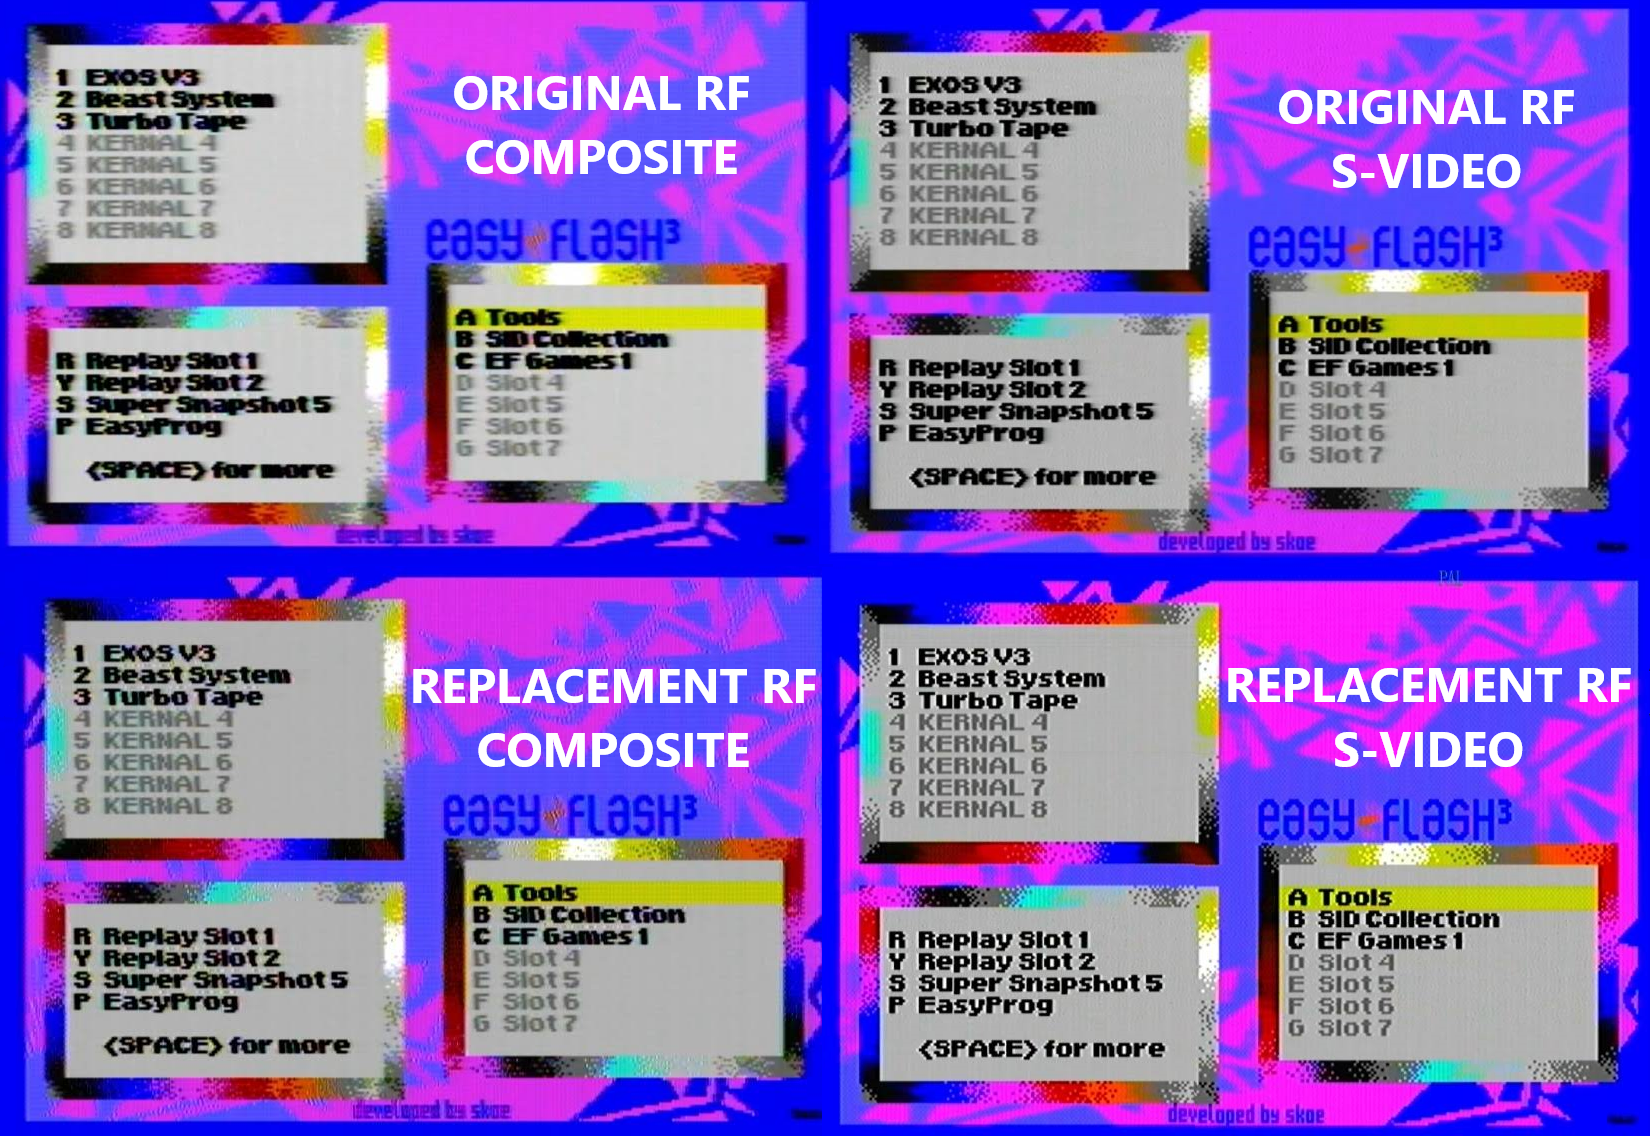 1 EXOS V3
2 Beast System
3 Turbo Tape
4 KERNAL 4
5 KERNAL 5
6 KERNAL 6
7 KERNAL 7
8 KERNAL 8
ORIGINAL RF
COMPOSITE
easy FLASH³
R Replay Slot 1
Y Replay Slot 2
S Super Snapshot 5
P EasyProg
<SPACE> for more
A Tools
B SID Collection
C EF Games 1
D Slot 4
E Slot 5
F Slot 6
G Slot 7
developed by skoe
1 EXOS V3
2 Beast System
3 Turbo Tape
4 KERNAL 4
5 KERNAL 5
6 KERNAL 6
7 KERNAL 7
8 KERNAL 8
ORIGINAL RF
S-VIDEO
easy FLASH³
R Replay Slot 1
Y Replay Slot 2
S Super Snapshot 5
P EasyProg
<SPACE> for more
A Tools
B SID Collection
C EF Games 1
D Slot 4
E Slot 5
F Slot 6
G Slot 7
developed by skoe
1 EXOS V3
2 Beast System
3 Turbo Tape
4 KERNAL 4
5 KERNAL 5
6 KERNAL 6
7 KERNAL 7
8 KERNAL 8
REPLACEMENT RF
COMPOSITE
easy FLASH³
R Replay Slot 1
Y Replay Slot 2
S Super Snapshot 5
P EasyProg
<SPACE> for more
A Tools
B SID Collection
C EF Games 1
D Slot 4
E Slot 5
F Slot 6
G Slot 7
developed by skoe
PAL
1 EXOS V3
2 Beast System
3 Turbo Tape
4 KERNAL 4
5 KERNAL 5
6 KERNAL 6
7 KERNAL 7
8 KERNAL 8
REPLACEMENT RF
S-VIDEO
easy FLASH³
R Replay Slot 1
Y Replay Slot 2
S Super Snapshot 5
P EasyProg
<SPACE> for more
A Tools
B SID Collection
C EF Games 1
D Slot 4
E Slot 5
F Slot 6
G Slot 7
developed by skoe